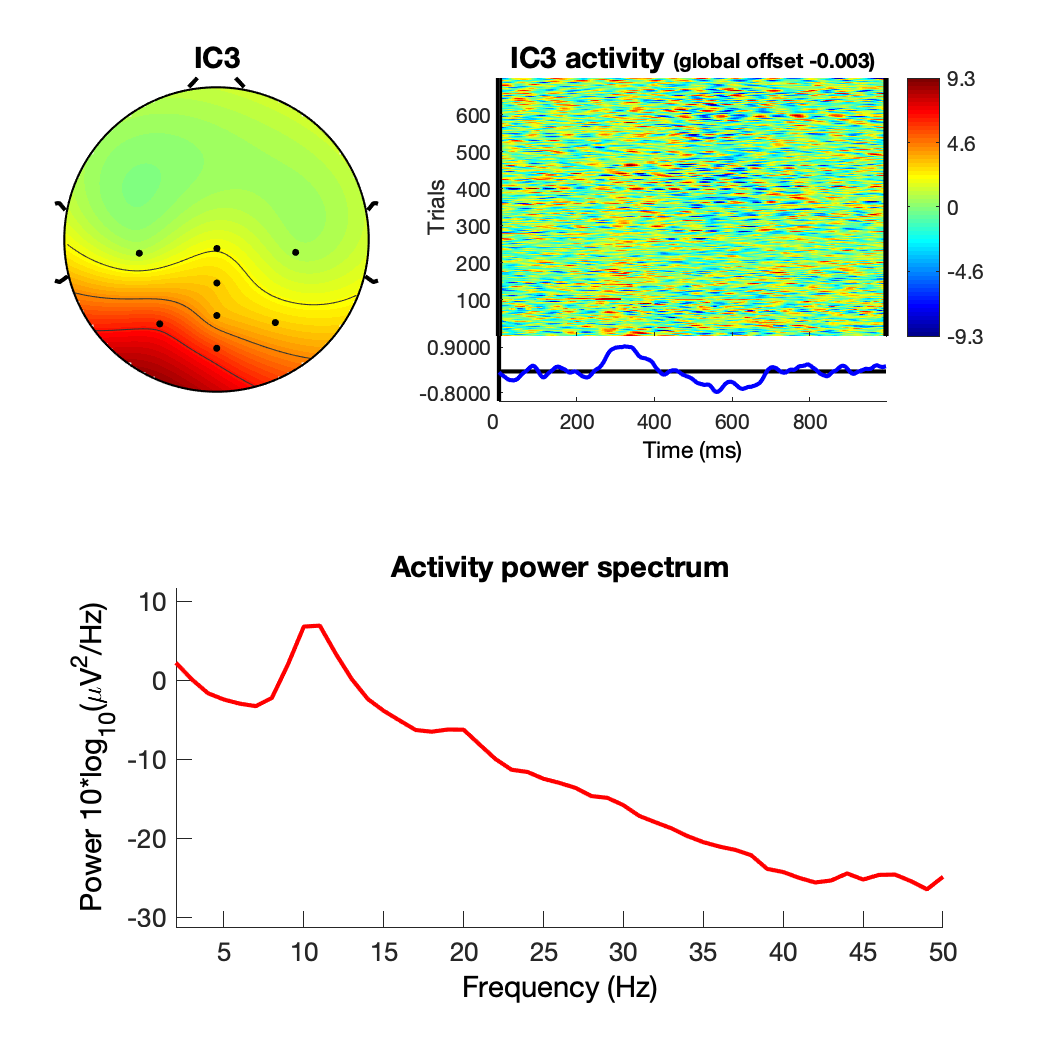 IC3
IC3 activity (global offset -0.003)
9.3
4.6
0
-4.6
-9.3
Trials
600
500
400
300
200
100
0.9000
-0.8000
0 200 400 600 800
Time (ms)
Activity power spectrum
Power 10*log10(μV2/Hz)
10
0
-10
-20
-30
5 10 15 20 25 30 35 40 45 50
Frequency (Hz)